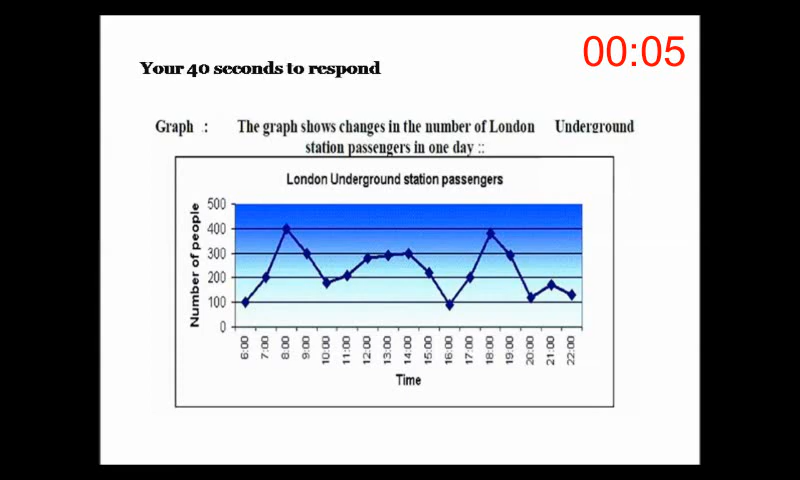 00:05
Your 40 seconds to respond
Graph : The graph shows changes in the number of London Underground
station passengers in one day ::
London Underground station passengers
Number of people
500
400
300
200
100
0
6:00 7:00 8:00 9:00 10:00 11:00 12:00 13:00 14:00 15:00 16:00 17:00 18:00 19:00 20:00 21:00 22:00
Time